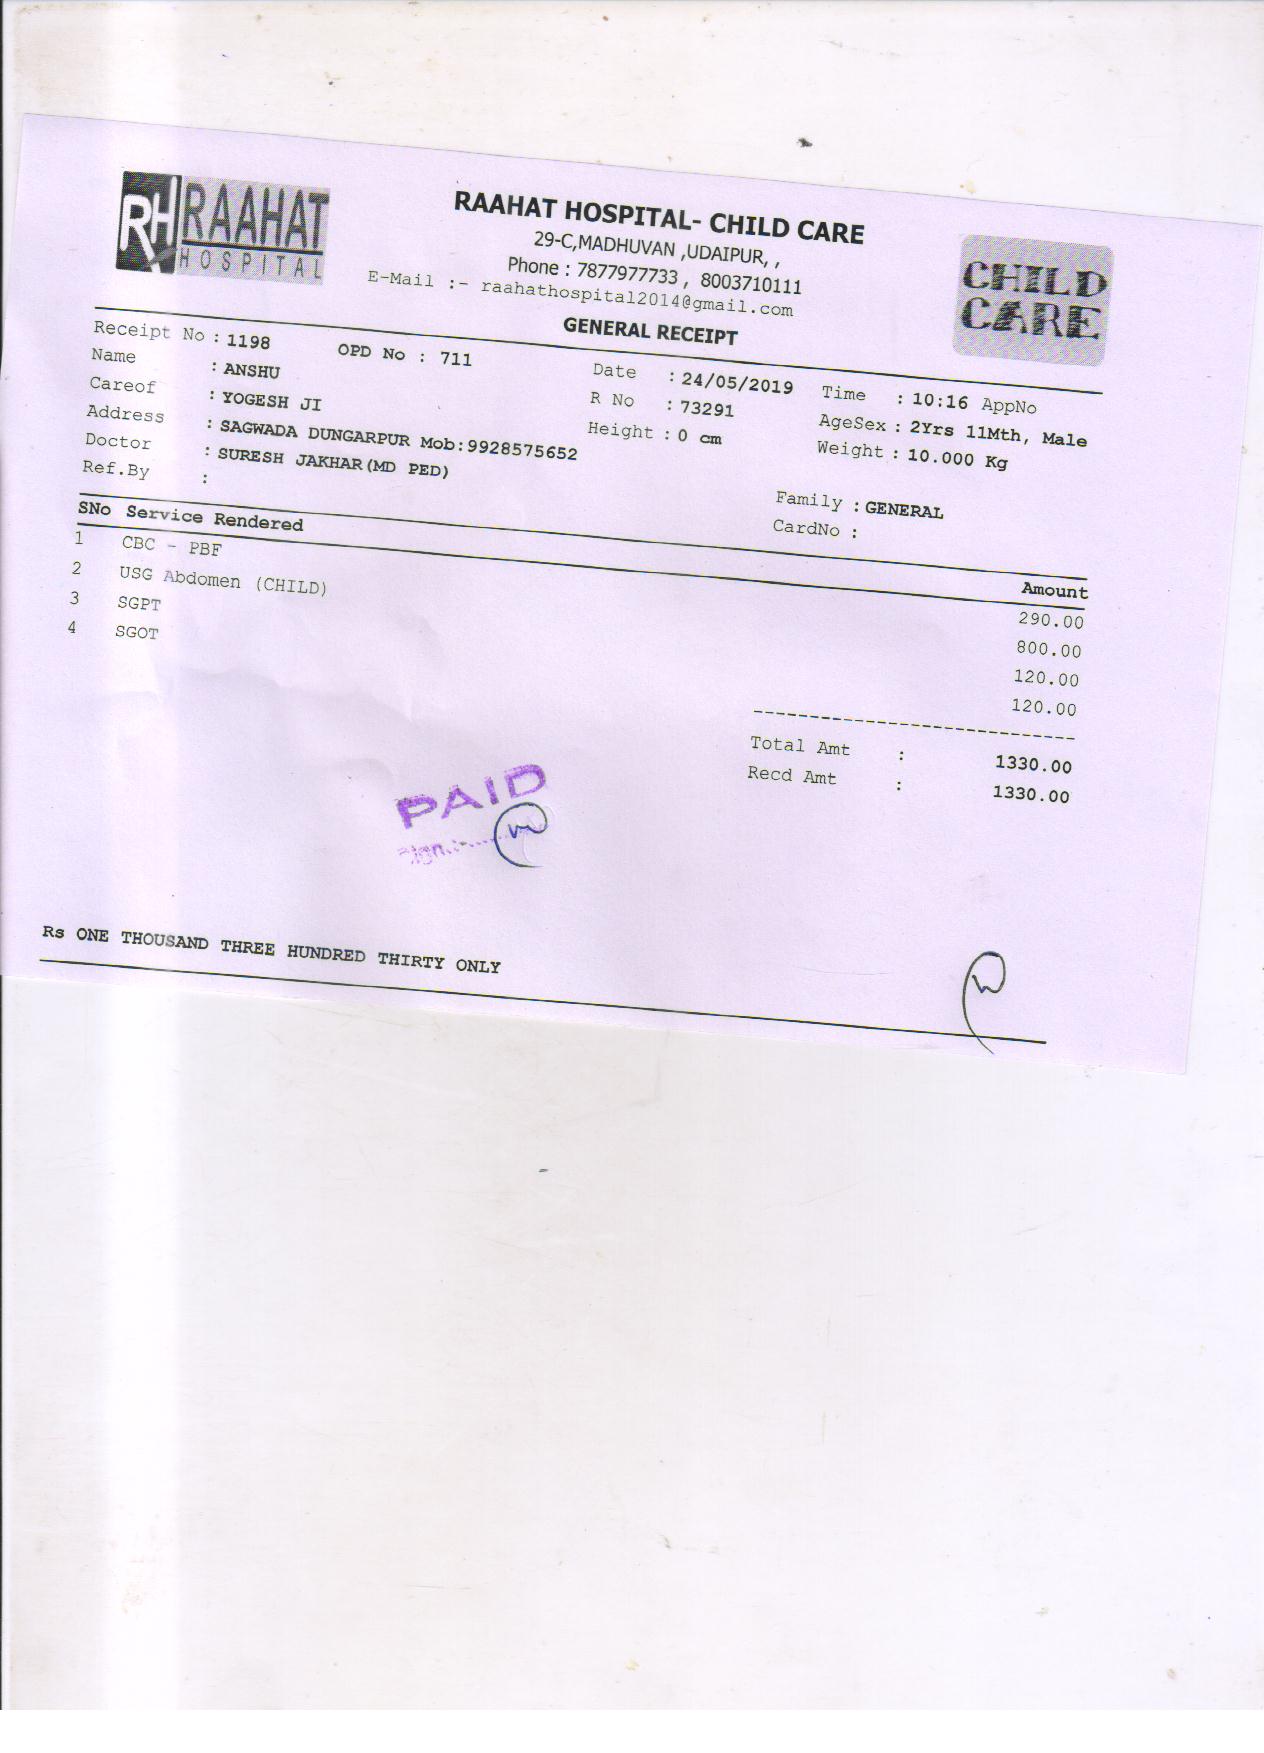 RH RAAHAT
HOSPITAL
RAAHAT HOSPITAL- CHILD CARE
29-C,MADHUVAN ,UDAIPUR, ,
Phone : 7877977733 , 8003710111
E-Mail :- raahathospital2014@gmail.com
CHILD
CARE
GENERAL RECEIPT
Receipt No : 1198 OPD No : 711 Date : 24/05/2019 Time : 10:16 AppNo
Name : ANSHU R No : 73291 AgeSex : 2Yrs 11Mth, Male
Careof : YOGESH JI Height : 0 cm Weight : 10.000 Kg
Address : SAGWADA DUNGARPUR Mob:9928575652
Doctor : SURESH JAKHAR(MD PED) Family : GENERAL
Ref.By : CardNo :
SNo Service Rendered Amount
1 CBC - PBF 290.00
2 USG Abdomen (CHILD) 800.00
3 SGPT 120.00
4 SGOT 120.00
Total Amt : 1330.00
Recd Amt : 1330.00
PAID
Sign.:-
Rs ONE THOUSAND THREE HUNDRED THIRTY ONLY